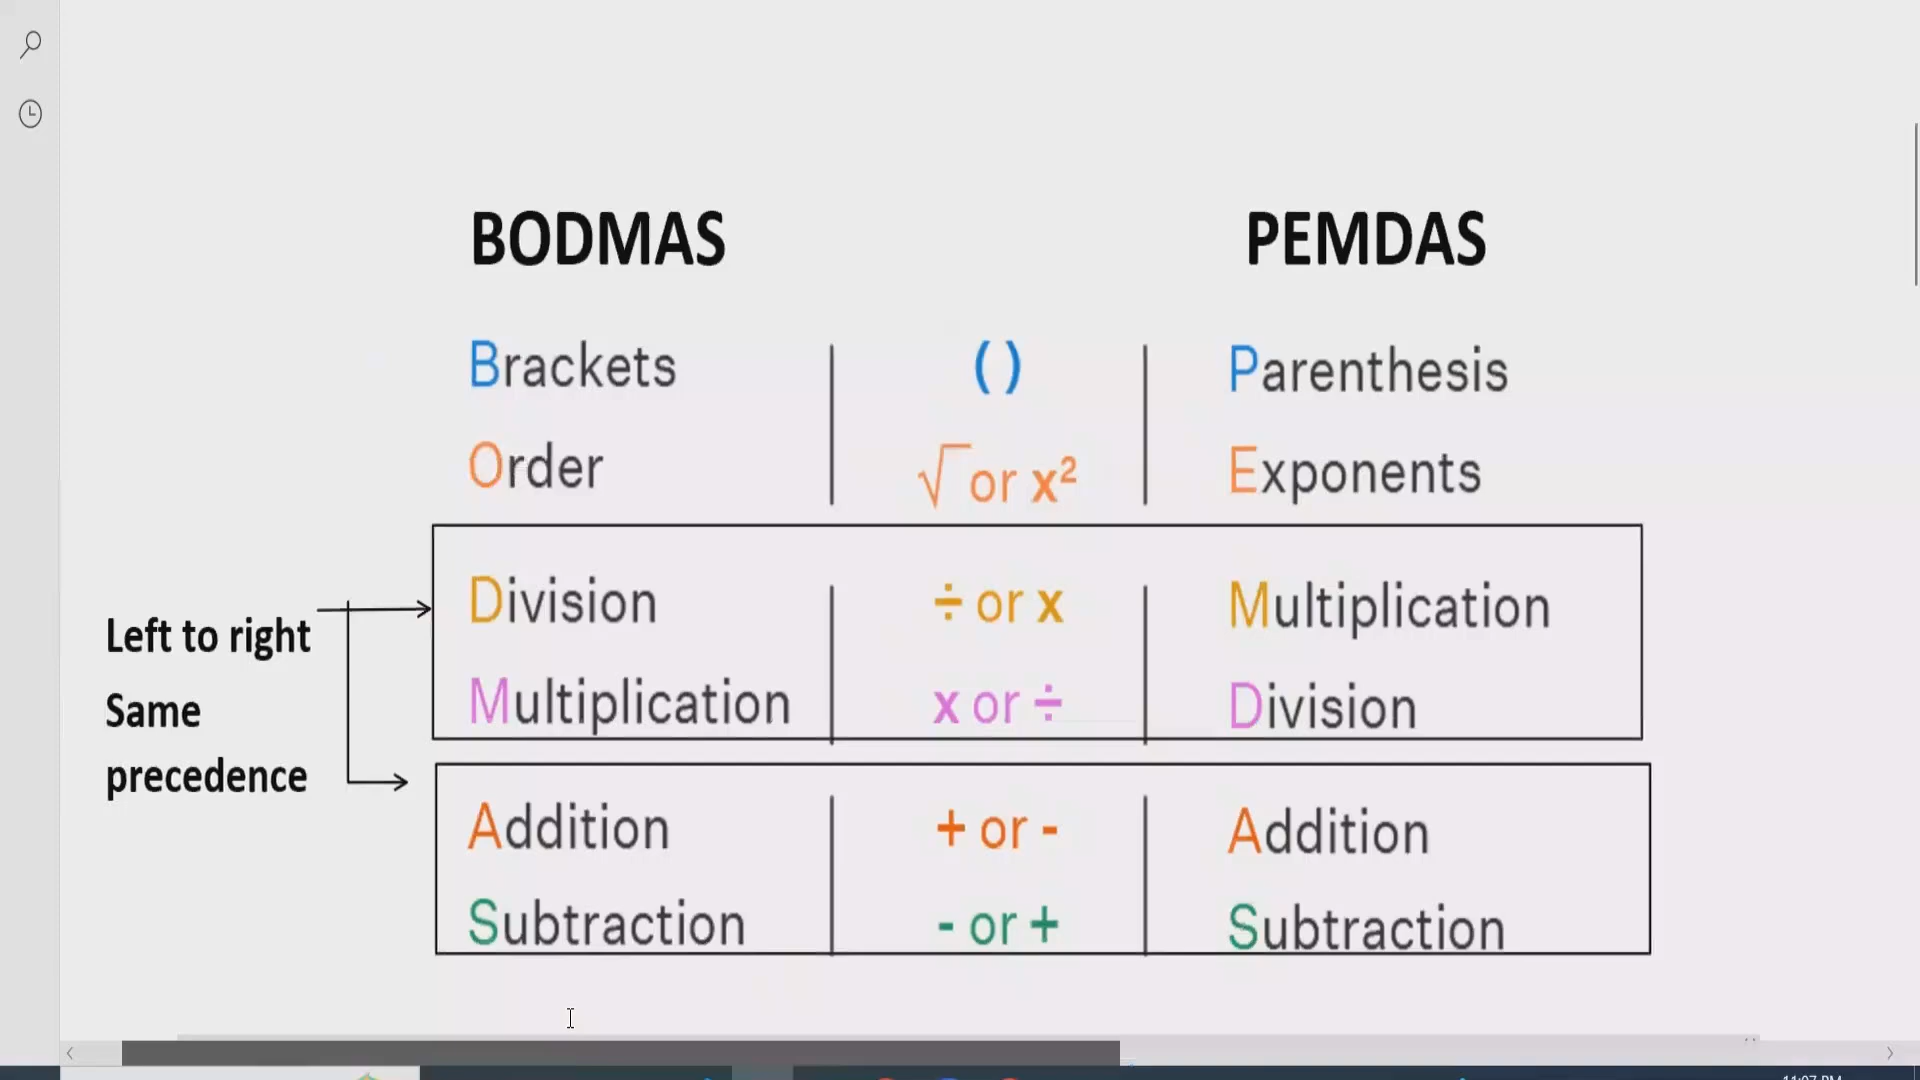 BODMAS PEMDAS
Brackets ( ) Parenthesis
Order √ or x² Exponents
Division ÷ or x Multiplication
Left to right
Multiplication x or ÷ Division
Same
precedence
Addition + or - Addition
Subtraction - or + Subtraction